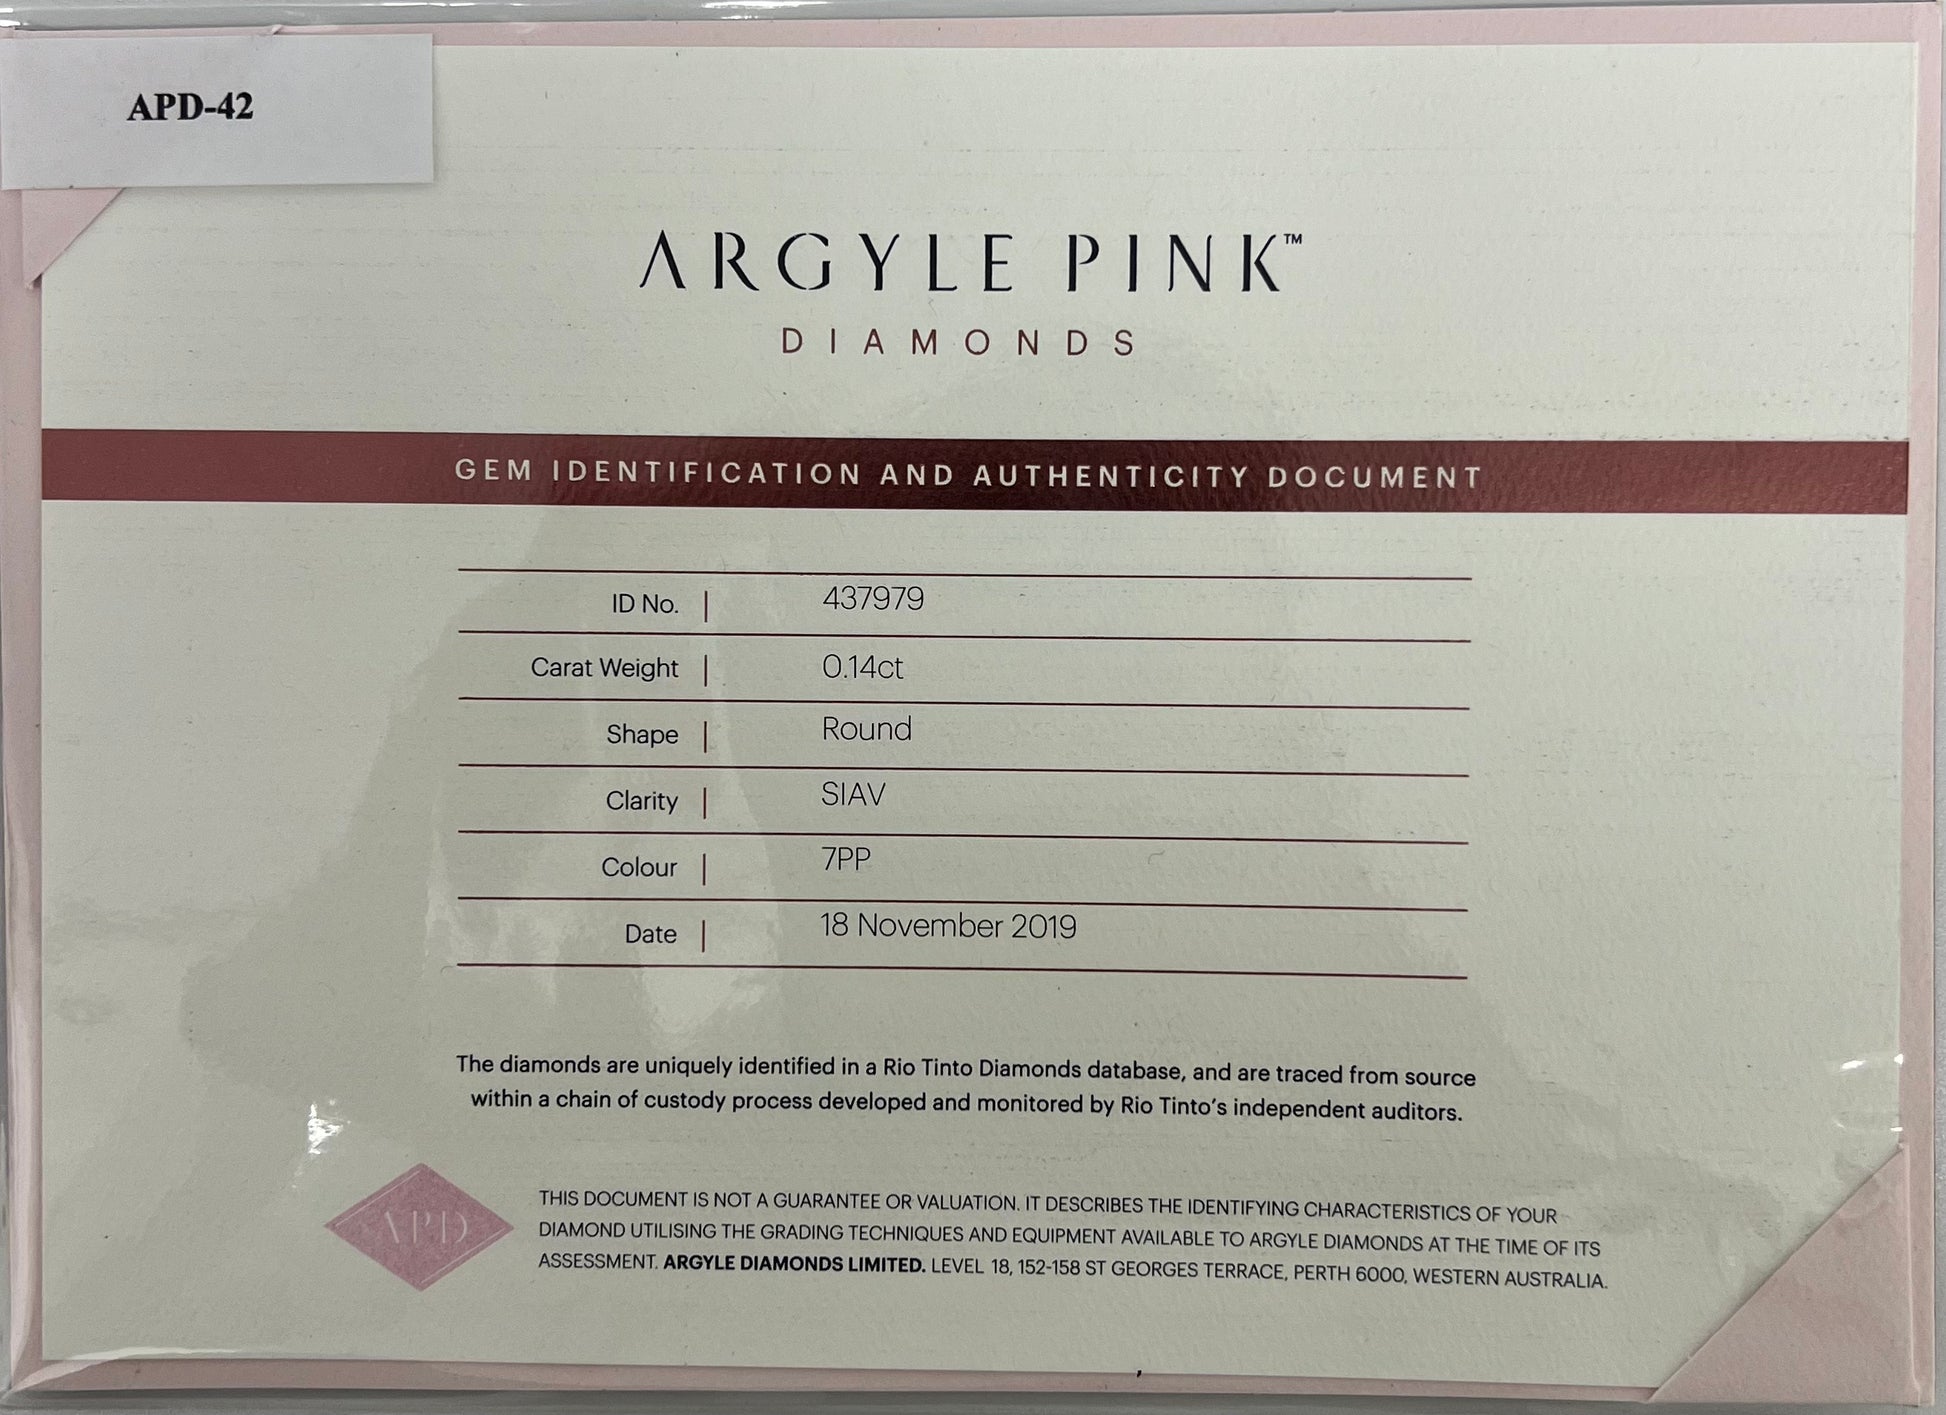 APD-42
ARGYLE PINK™
DIAMONDS
GEM IDENTIFICATION AND AUTHENTICITY DOCUMENT
ID No. | 437979
Carat Weight | 0.14ct
Shape | Round
Clarity | SIAV
Colour | 7PP
Date | 18 November 2019
The diamonds are uniquely identified in a Rio Tinto Diamonds database, and are traced from source
within a chain of custody process developed and monitored by Rio Tinto's independent auditors.
APD
THIS DOCUMENT IS NOT A GUARANTEE OR VALUATION. IT DESCRIBES THE IDENTIFYING CHARACTERISTICS OF YOUR
DIAMOND UTILISING THE GRADING TECHNIQUES AND EQUIPMENT AVAILABLE TO ARGYLE DIAMONDS AT THE TIME OF ITS
ASSESSMENT. ARGYLE DIAMONDS LIMITED. LEVEL 18, 152-158 ST GEORGES TERRACE, PERTH 6000, WESTERN AUSTRALIA.